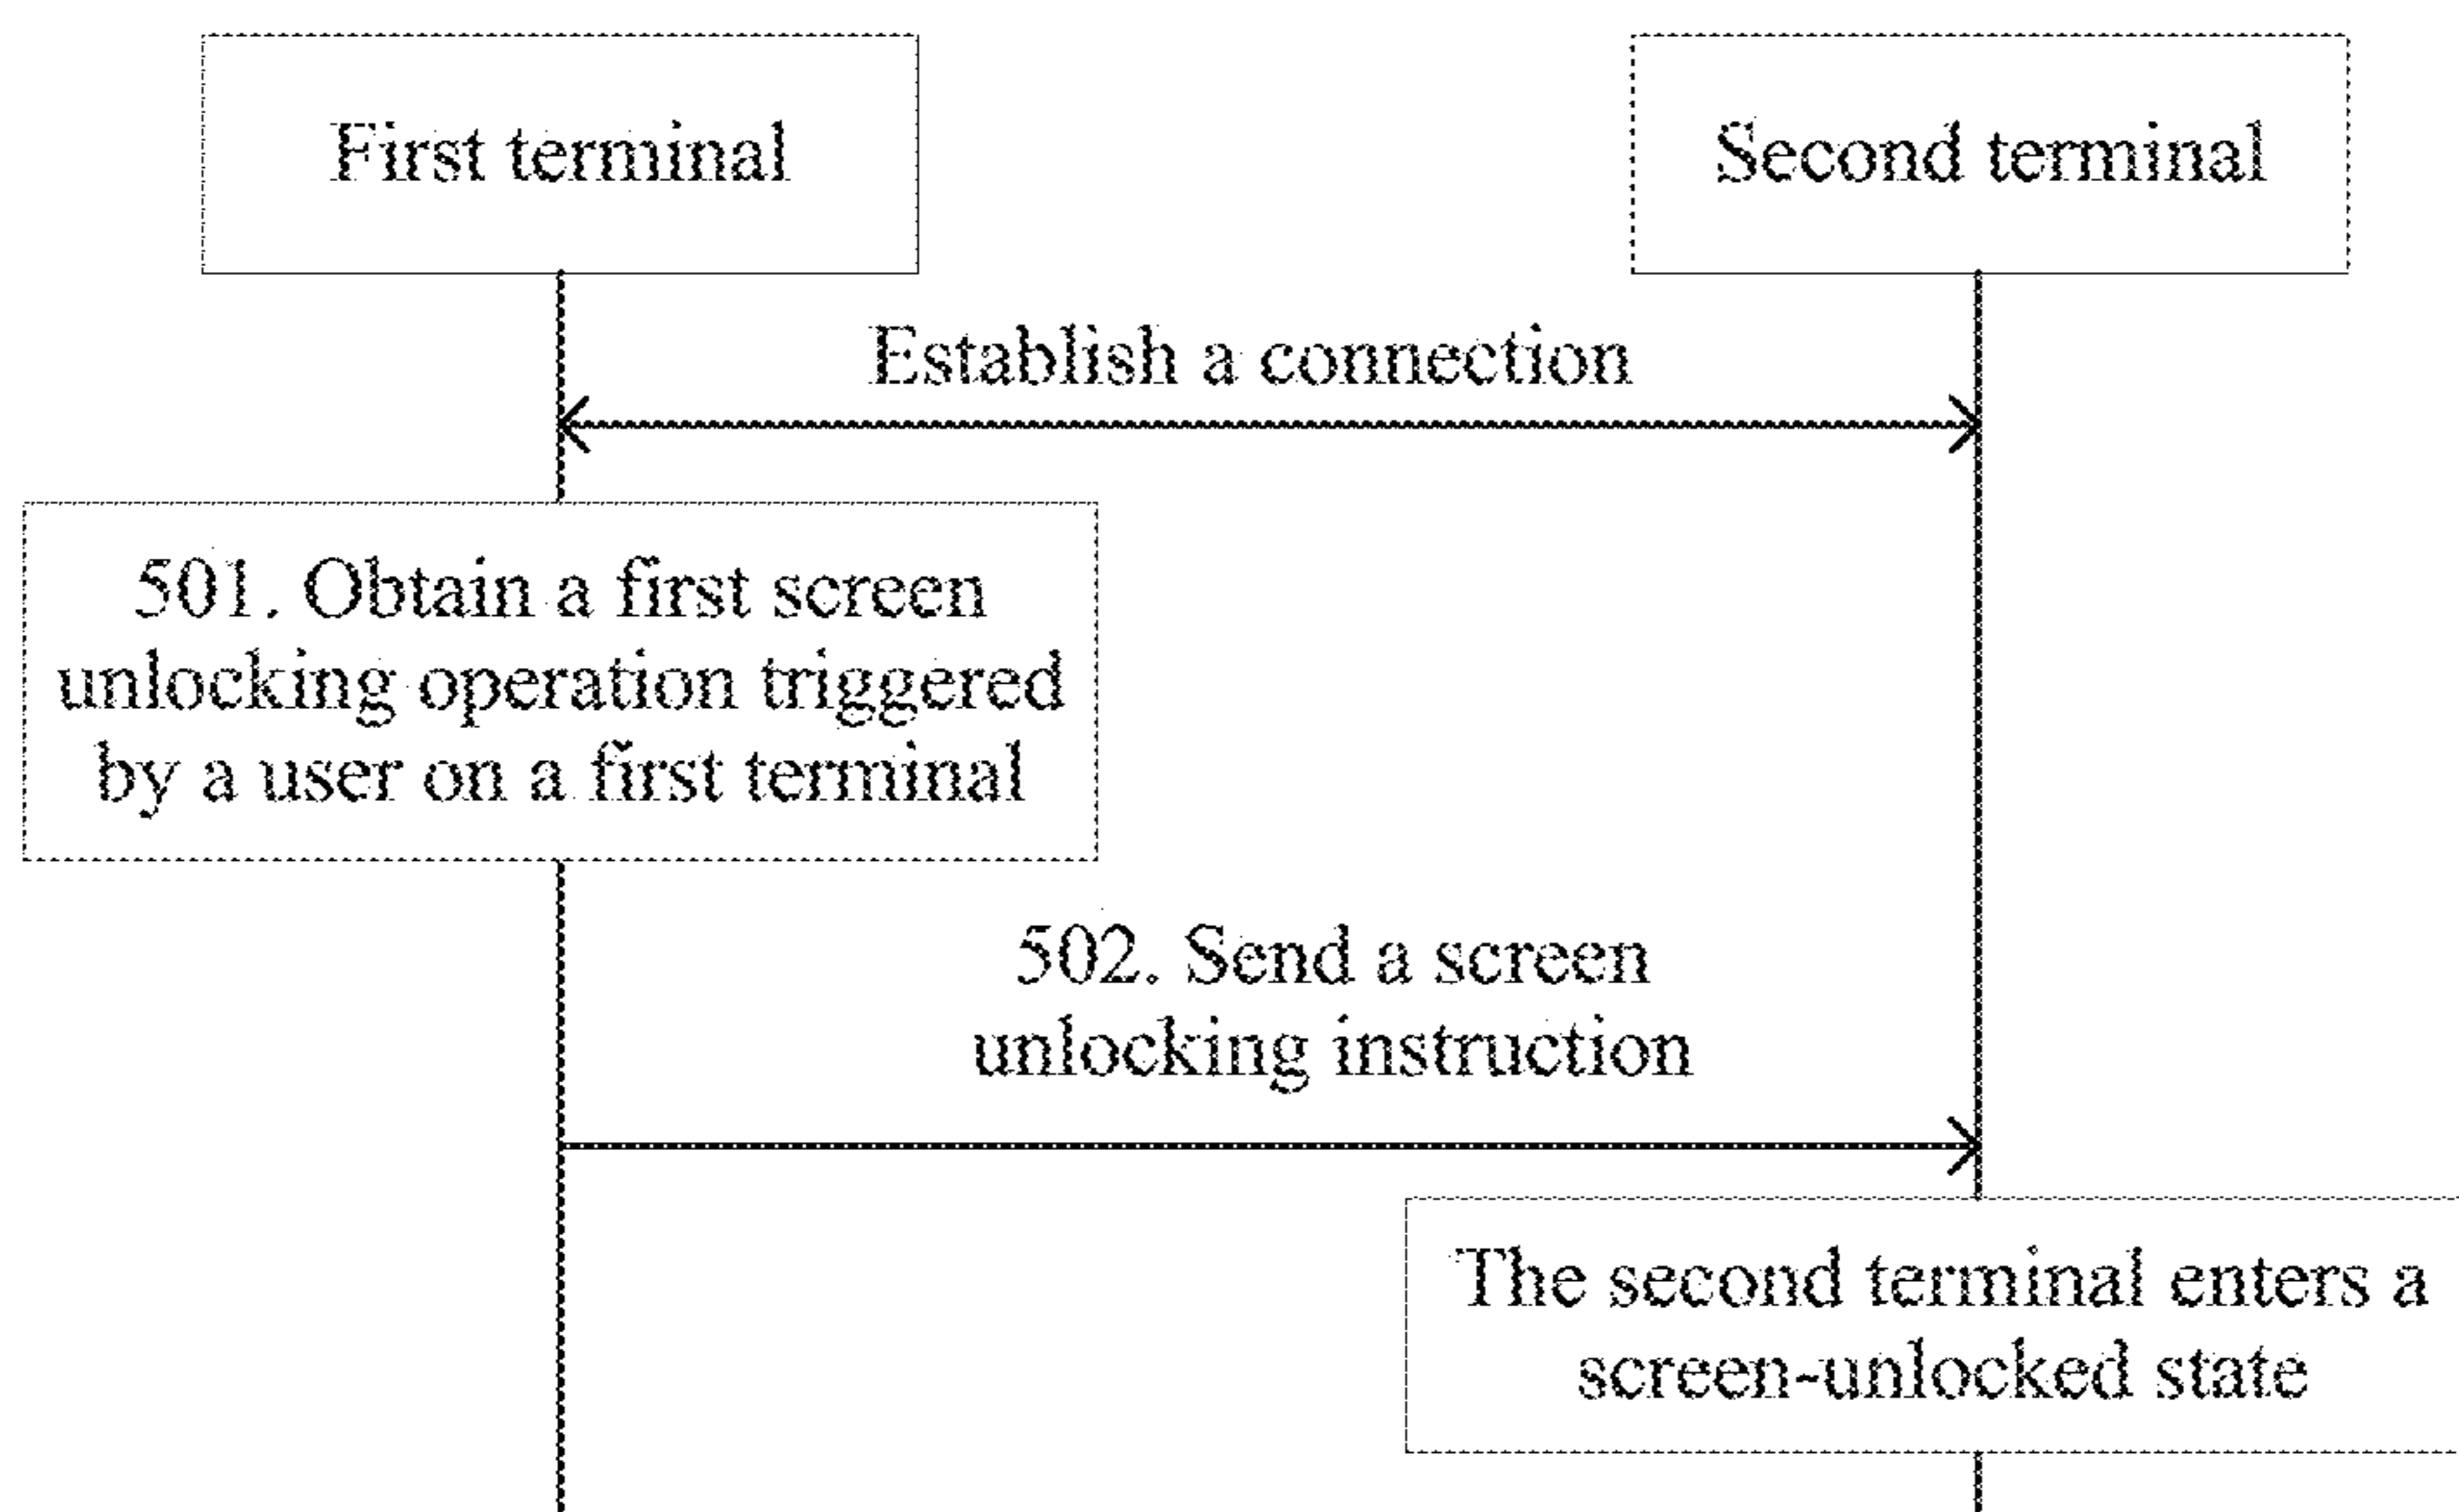 First terminal
Second terminal
Establish a connection
501. Obtain a first screen
unlocking operation triggered
by a user on a first terminal
502. Send a screen
unlocking instruction
The second terminal enters a
screen-unlocked state